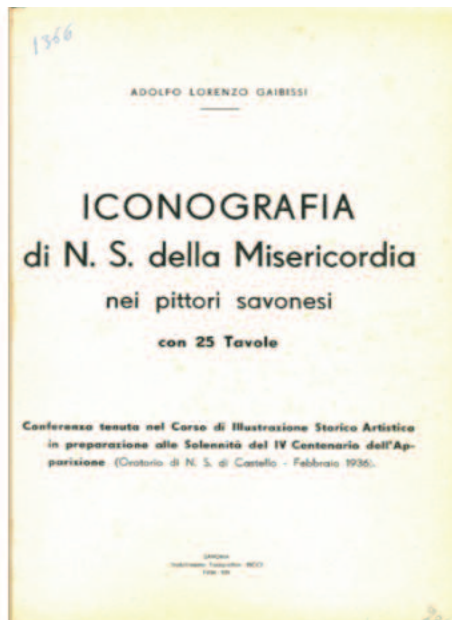 1366
ADOLFO LORENZO GAIBISSI
ICONOGRAFIA
di N. S. della Misericordia
nei pittori savonesi
con 25 Tavole
Conferenza tenuta nel Corso di Illustrazione Storico Artistica
in preparazione alle Solennità del IV Centenario dell'Ap-
parizione (Oratorio di N. S. di Castello - Febbraio 1936).
SAVONA
RICCI